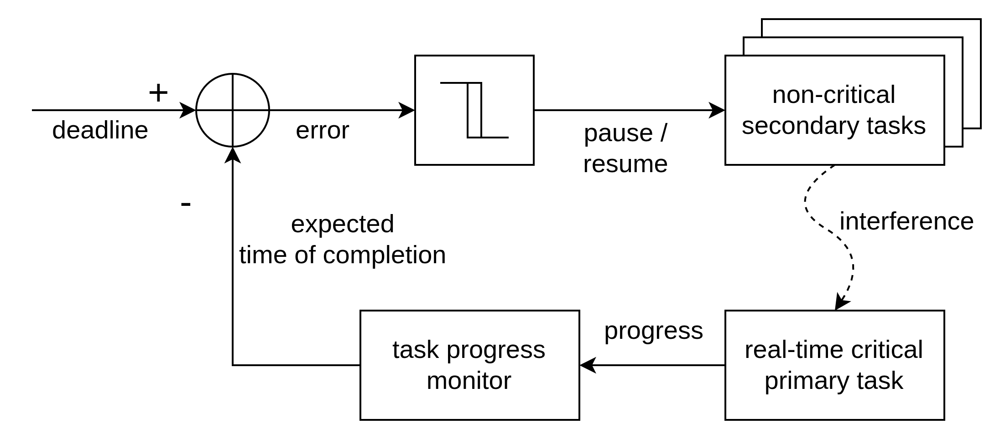 +
deadline
error
pause /
resume
non-critical
secondary tasks
-
expected
time of completion
interference
progress
task progress
monitor
real-time critical
primary task